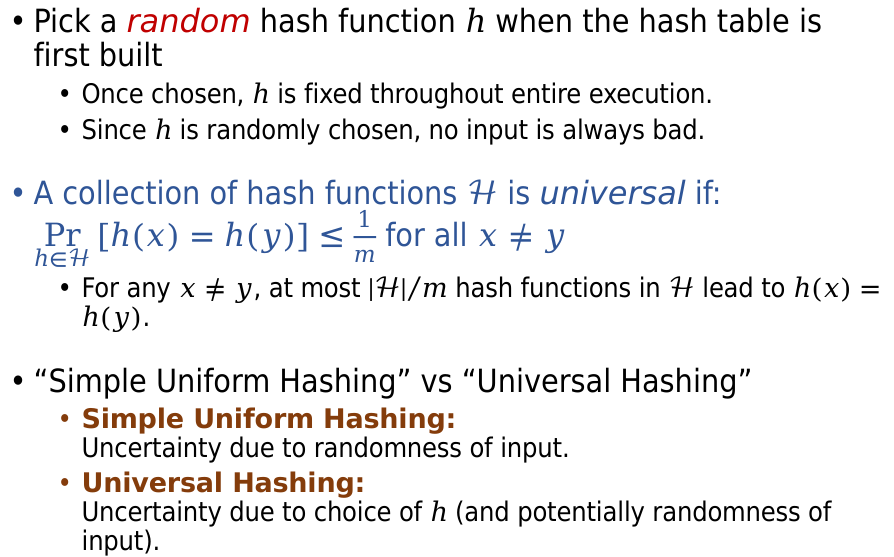 • Pick a random hash function h when the hash table is
first built
• Once chosen, h is fixed throughout entire execution.
• Since h is randomly chosen, no input is always bad.
• A collection of hash functions ℋ is universal if:
Pr_{h∈ℋ} [h(x) = h(y)] ≤ 1/m for all x ≠ y
• For any x ≠ y, at most |ℋ|/m hash functions in ℋ lead to h(x) =
h(y).
• “Simple Uniform Hashing” vs “Universal Hashing”
• Simple Uniform Hashing:
Uncertainty due to randomness of input.
• Universal Hashing:
Uncertainty due to choice of h (and potentially randomness of
input).